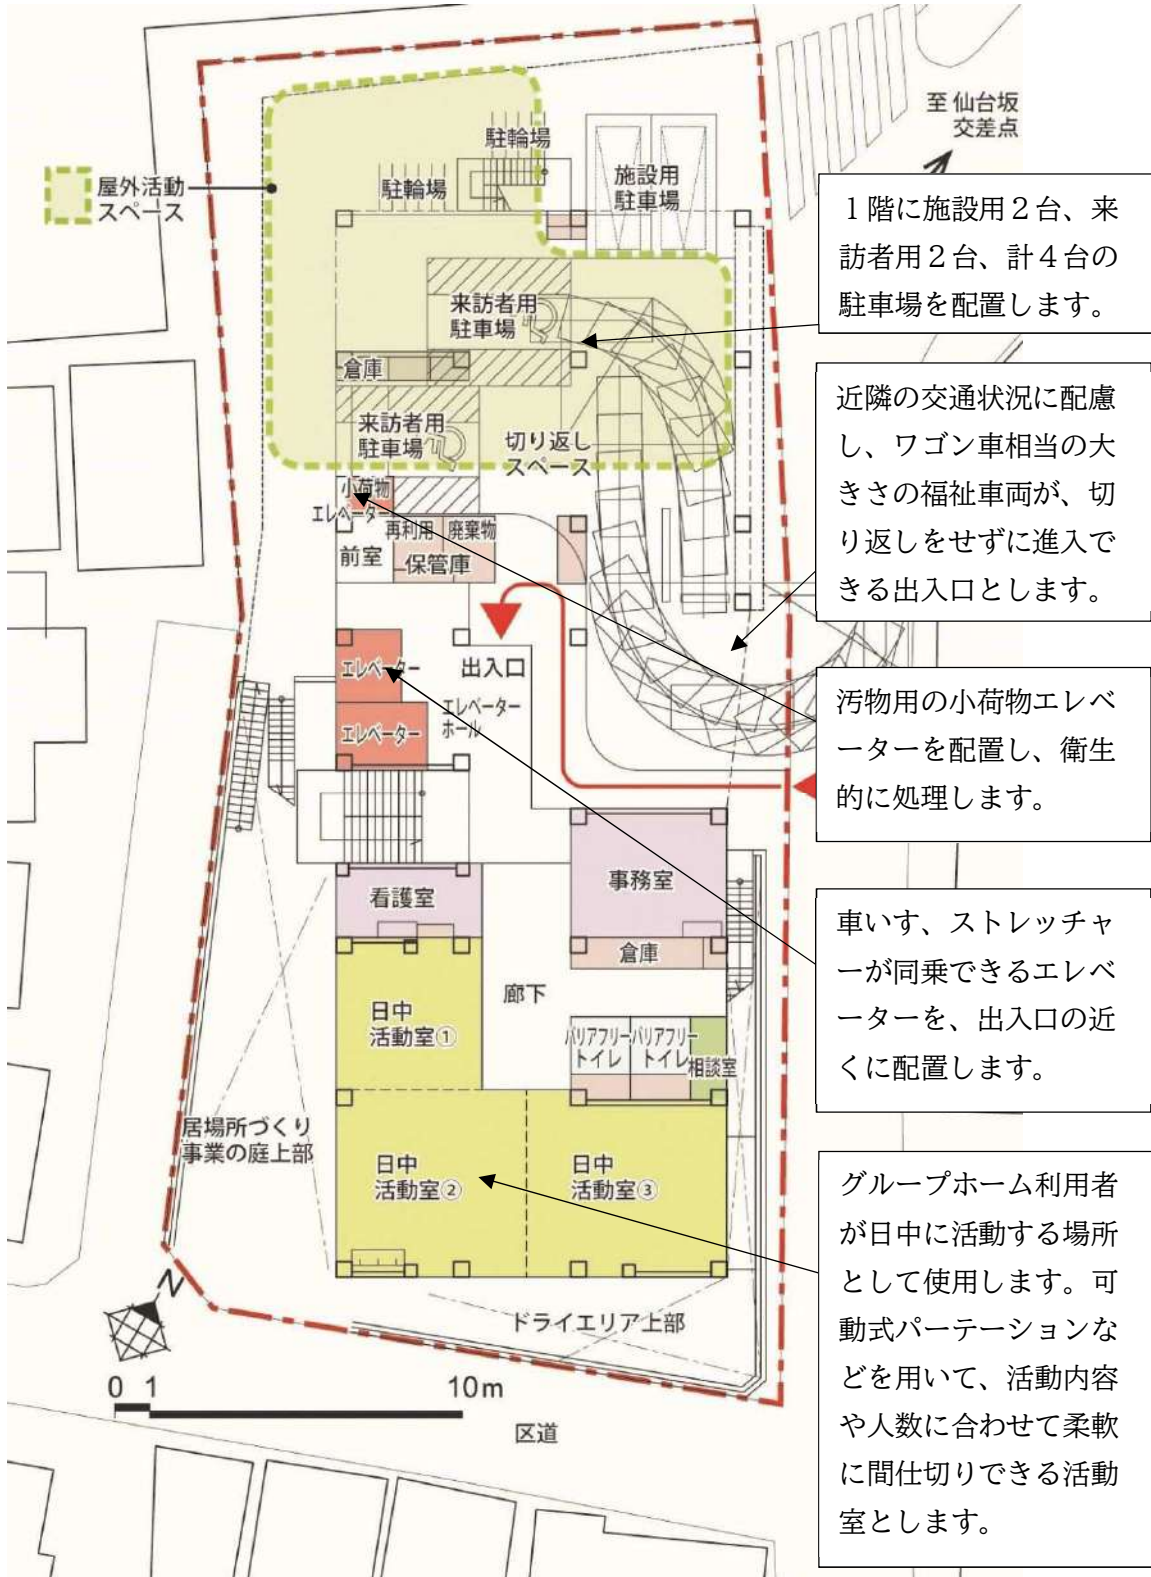 至 仙台坂
交差点
屋外活動
スペース
駐輪場
駐輪場
施設用
駐車場
1階に施設用2台、来
訪者用2台、計4台の
駐車場を配置します。
来訪者用
駐車場
倉庫
来訪者用
駐車場
切り返し
スペース
近隣の交通状況に配慮
し、ワゴン車相当の大
きさの福祉車両が、切
り返しをせずに進入で
きる出入口とします。
小荷物
エレベーター
再利用
廃棄物
保管庫
前室
エレベーター
出入口
エレベーター
ホール
エレベーター
汚物用の小荷物エレベ
ーターを配置し、衛生
的に処理します。
看護室
事務室
倉庫
廊下
車いす、ストレッチャ
ーが同乗できるエレベ
ーターを、出入口の近
くに配置します。
日中
活動室①
バリアフリー
トイレ
バリアフリー
トイレ
相談室
居場所づくり
事業の庭上部
日中
活動室②
日中
活動室③
グループホーム利用者
が日中に活動する場所
として使用します。可
動式パーテーションな
どを用いて、活動内容
や人数に合わせて柔軟
に間仕切りできる活動
室とします。
N
ドライエリア上部
0 1 10m
区道